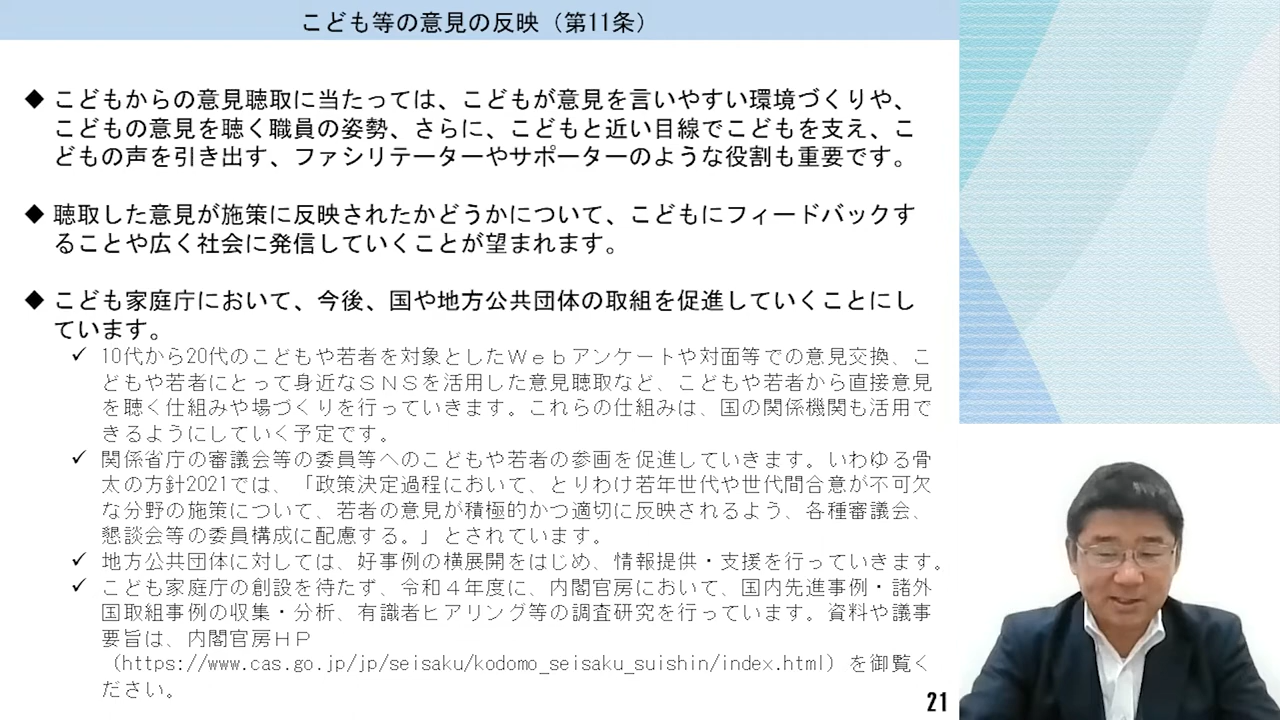 こども等の意見の反映（第11条）
◆ こどもからの意見聴取に当たっては、こどもが意見を言いやすい環境づくりや、
こどもの意見を聴く職員の姿勢、さらに、こどもと近い目線でこどもを支え、こ
どもの声を引き出す、ファシリテーターやサポーターのような役割も重要です。
◆ 聴取した意見が施策に反映されたかどうかについて、こどもにフィードバックす
ることや広く社会に発信していくことが望まれます。
◆ こども家庭庁において、今後、国や地方公共団体の取組を促進していくことにし
ています。
✓ 10代から20代のこどもや若者を対象としたＷｅｂアンケートや対面等での意見交換、こ
どもや若者にとって身近なＳＮＳを活用した意見聴取など、こどもや若者から直接意見
を聴く仕組みや場づくりを行っていきます。これらの仕組みは、国の関係機関も活用で
きるようにしていく予定です。
✓ 関係省庁の審議会等の委員等へのこどもや若者の参画を促進していきます。いわゆる骨
太の方針2021では、「政策決定過程において、とりわけ若年世代や世代間合意が不可欠
な分野の施策について、若者の意見が積極的かつ適切に反映されるよう、各種審議会、
懇談会等の委員構成に配慮する。」とされています。
✓ 地方公共団体に対しては、好事例の横展開をはじめ、情報提供・支援を行っていきます。
✓ こども家庭庁の創設を待たず、令和４年度に、内閣官房において、国内先進事例・諸外
国取組事例の収集・分析、有識者ヒアリング等の調査研究を行っています。資料や議事
要旨は、内閣官房ＨＰ
（https://www.cas.go.jp/jp/seisaku/kodomo_seisaku_suishin/index.html）を御覧く
ださい。
21